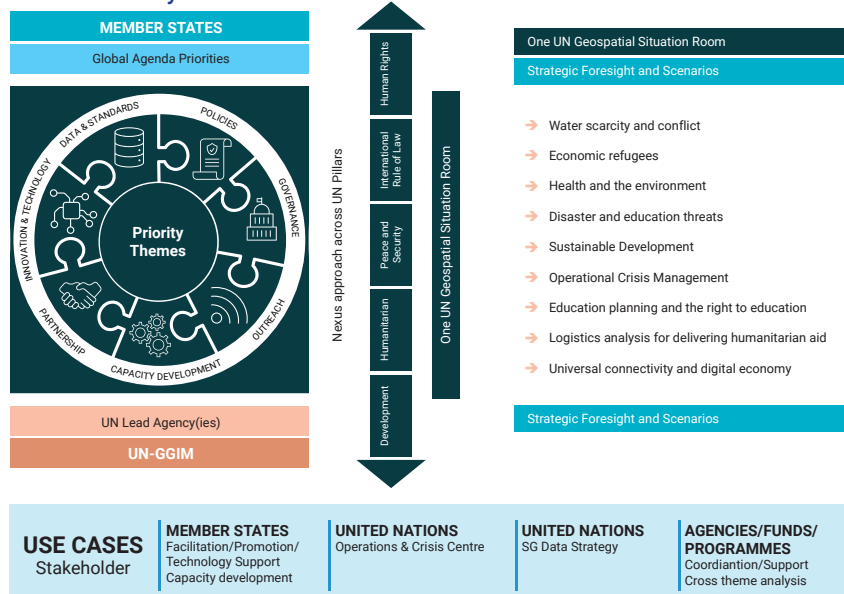 MEMBER STATES
Global Agenda Priorities
DATA & STANDARDS
POLICIES
GOVERNANCE
OUTREACH
CAPACITY DEVELOPMENT
PARTNERSHIP
INNOVATION & TECHNOLOGY
Priority
Themes
UN Lead Agency(ies)
UN-GGIM
Nexus approach across UN Pillars
Human Rights
International
Rule of Law
Peace and
Security
Humanitarian
Development
One UN Geospatial Situation Room
One UN Geospatial Situation Room
Strategic Foresight and Scenarios
Water scarcity and conflict
Economic refugees
Health and the environment
Disaster and education threats
Sustainable Development
Operational Crisis Management
Education planning and the right to education
Logistics analysis for delivering humanitarian aid
Universal connectivity and digital economy
Strategic Foresight and Scenarios
USE CASES
Stakeholder
MEMBER STATES
Facilitation/Promotion/
Technology Support
Capacity development
UNITED NATIONS
Operations & Crisis Centre
UNITED NATIONS
SG Data Strategy
AGENCIES/FUNDS/
PROGRAMMES
Coordiantion/Support
Cross theme analysis